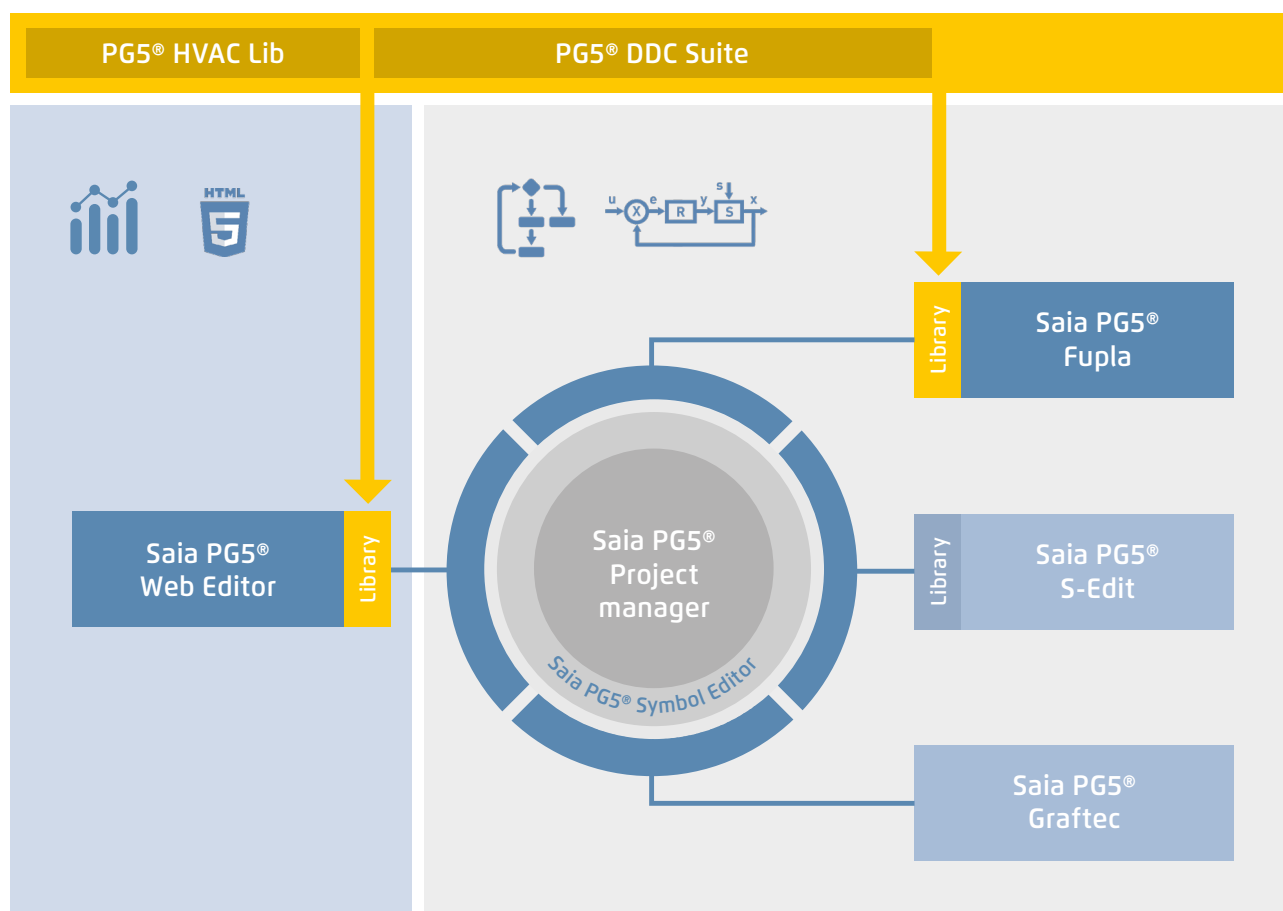 PG5® HVAC Lib
PG5® DDC Suite
HTML
5
u
e
y
s
x
X
R
S
Library
Saia PG5®
Fupla
Saia PG5®
Web Editor
Library
Saia PG5®
Project
manager
Saia PG5® Symbol Editor
Library
Saia PG5®
S-Edit
Saia PG5®
Graftec